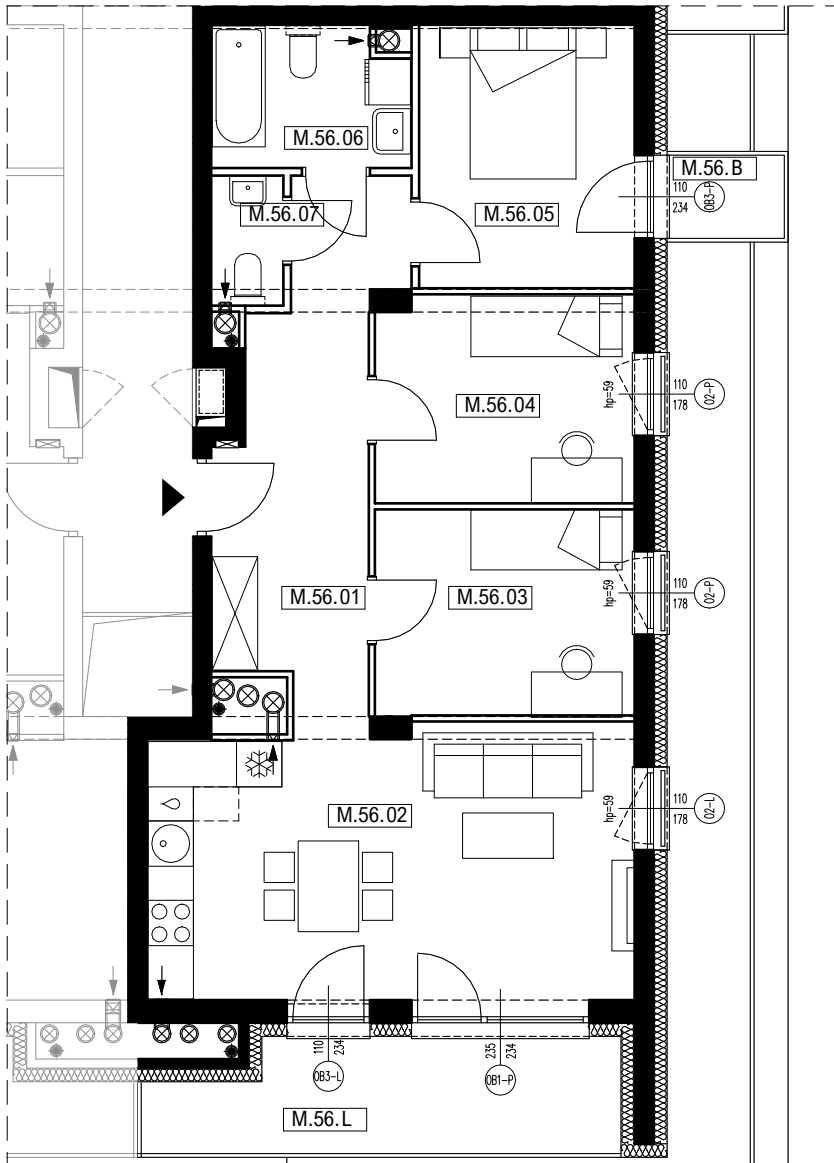 M.56.06
M.56.B
110
234
OB3-P
M.56.07
M.56.05
hp=59
110
178
O2-P
M.56.04
hp=59
110
178
O2-P
M.56.01
M.56.03
hp=59
110
178
O2-L
M.56.02
110
234
OB3-L
235
234
OB1-P
M.56.L